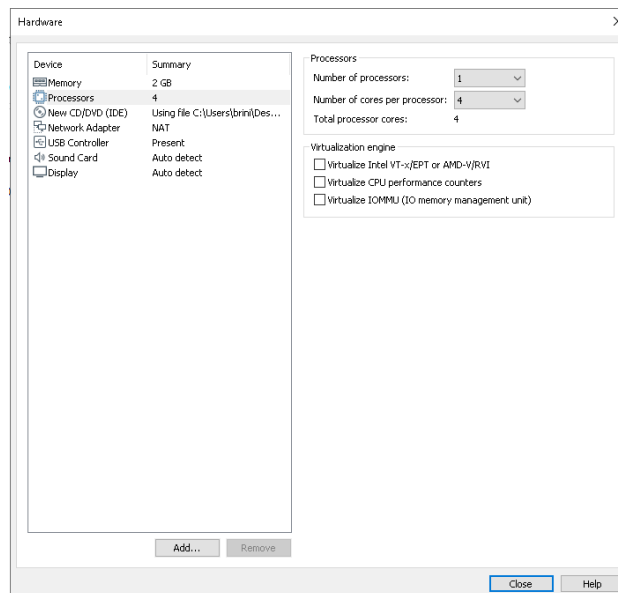 Hardware
Device Summary
Memory 2 GB
Processors 4
New CD/DVD (IDE) Using file C:\Users\brini\Des...
Network Adapter NAT
USB Controller Present
Sound Card Auto detect
Display Auto detect
Add... Remove
Processors
Number of processors: 1
Number of cores per processor: 4
Total processor cores: 4
Virtualization engine
Virtualize Intel VT-x/EPT or AMD-V/RVI
Virtualize CPU performance counters
Virtualize IOMMU (IO memory management unit)
Close Help